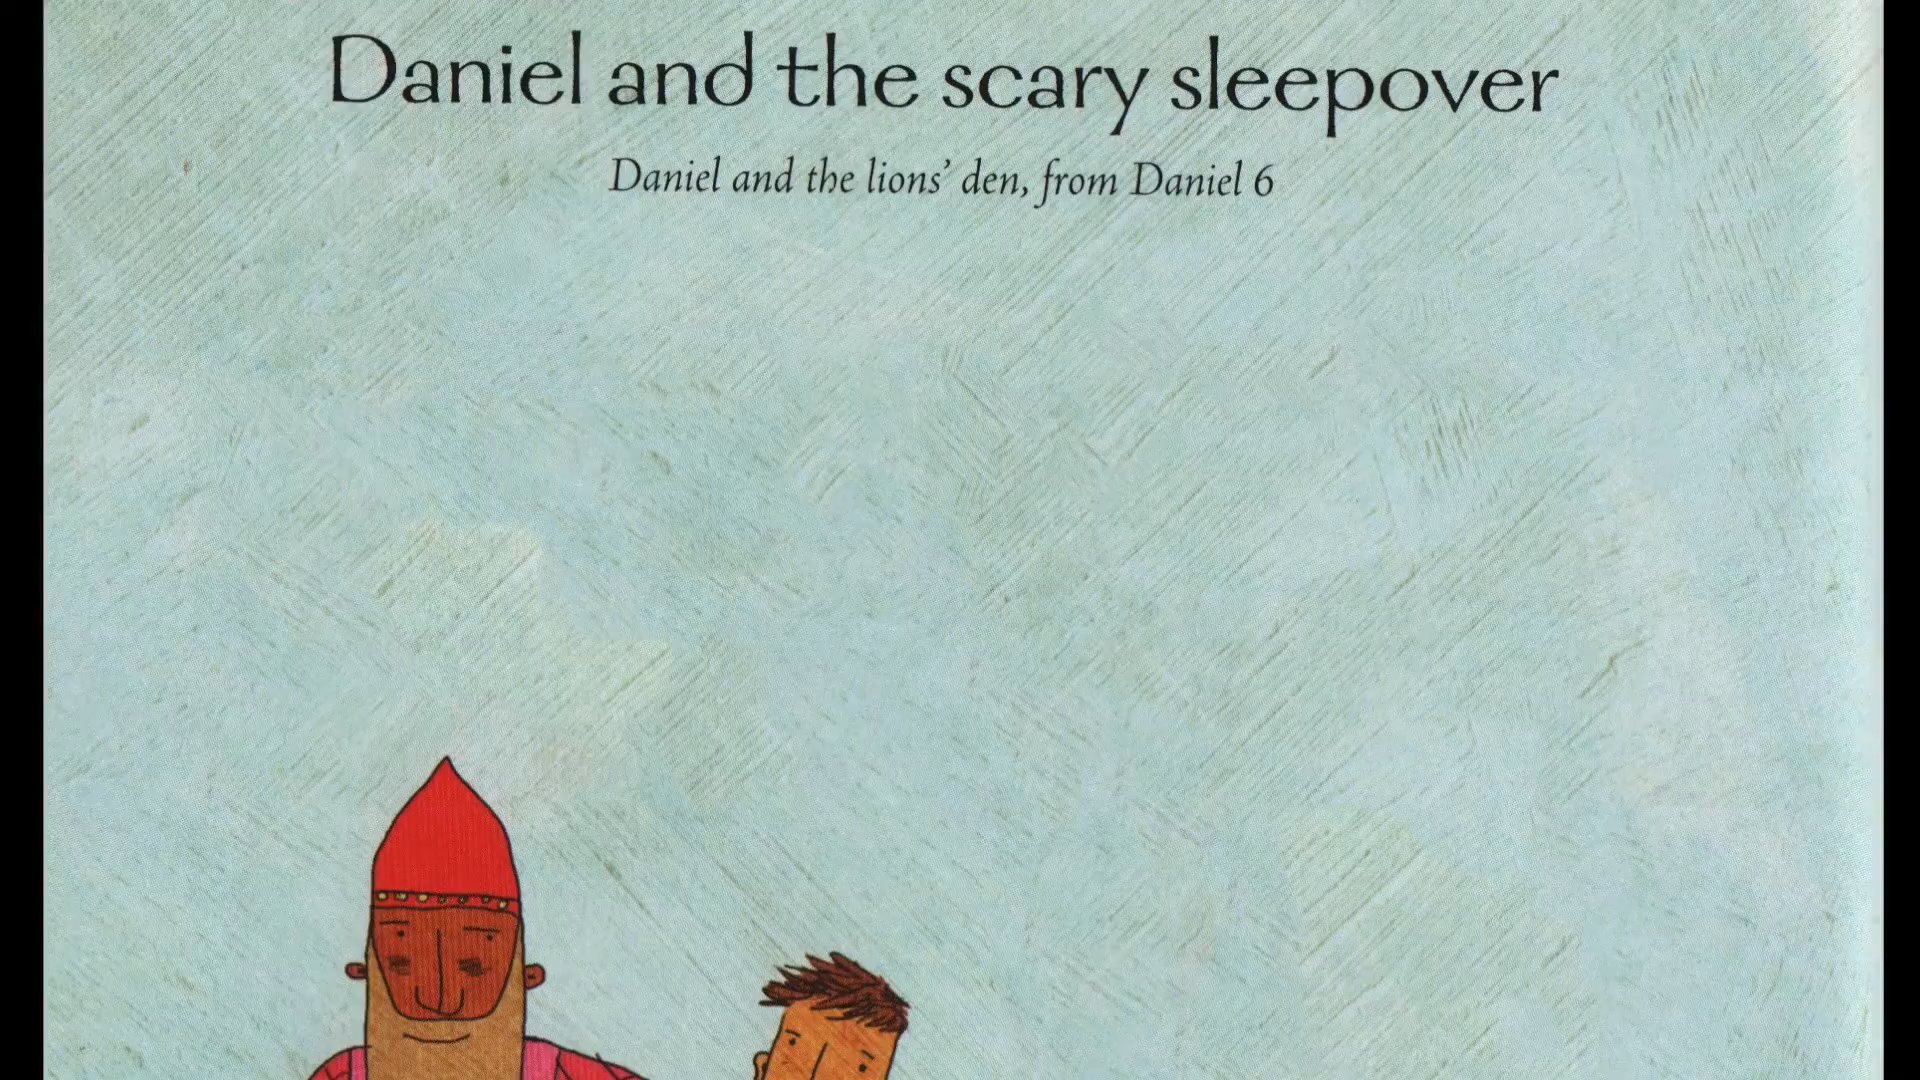 Daniel and the scary sleepover
Daniel and the lions’ den, from Daniel 6